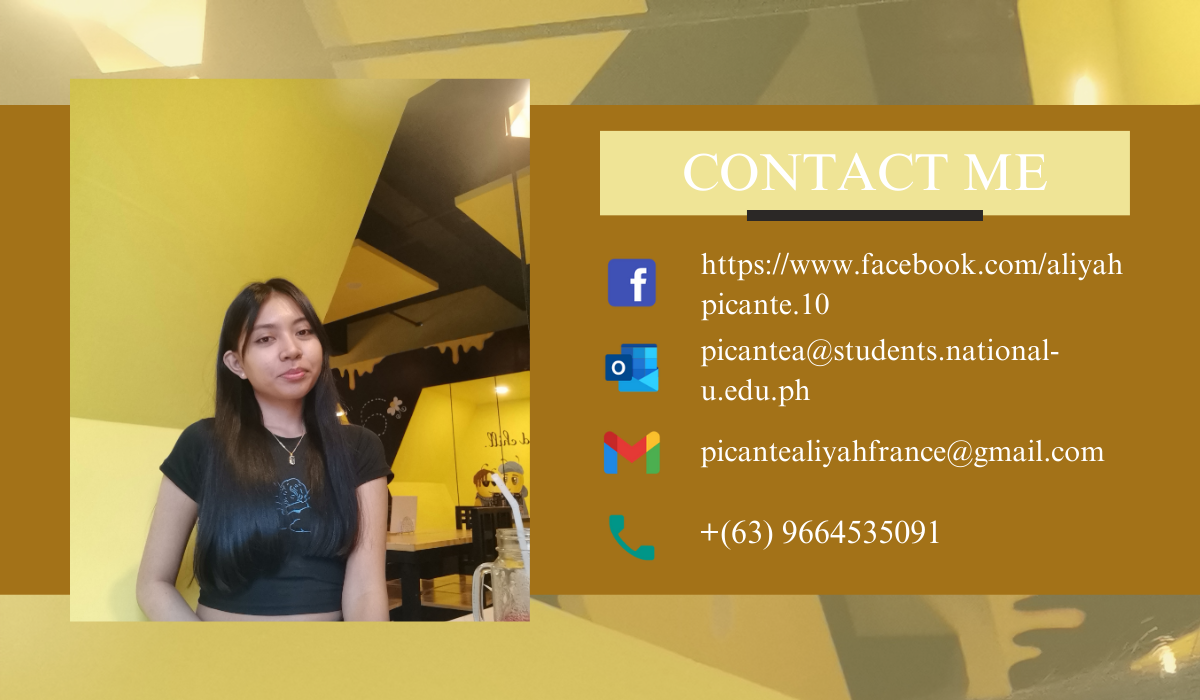 CONTACT ME
https://www.facebook.com/aliyah
picante.10
picantea@students.national-
u.edu.ph
picantealiyahfrance@gmail.com
+(63) 9664535091